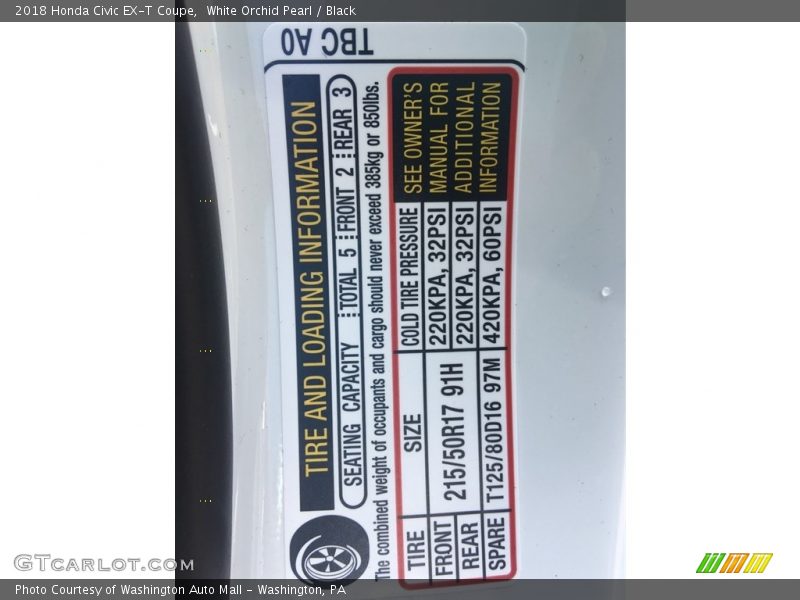 2018 Honda Civic EX-T Coupe, White Orchid Pearl / Black
TBC A0
TIRE AND LOADING INFORMATION
SEATING CAPACITY TOTAL 5 FRONT 2 REAR 3
The combined weight of occupants and cargo should never exceed 385kg or 850lbs.
TIRE SIZE COLD TIRE PRESSURE
FRONT 215/50R17 91H 220KPA, 32PSI
REAR 220KPA, 32PSI
SPARE T125/80D16 97M 420KPA, 60PSI
SEE OWNER'S
MANUAL FOR
ADDITIONAL
INFORMATION
GTcarlot.com
Photo Courtesy of Washington Auto Mall - Washington, PA